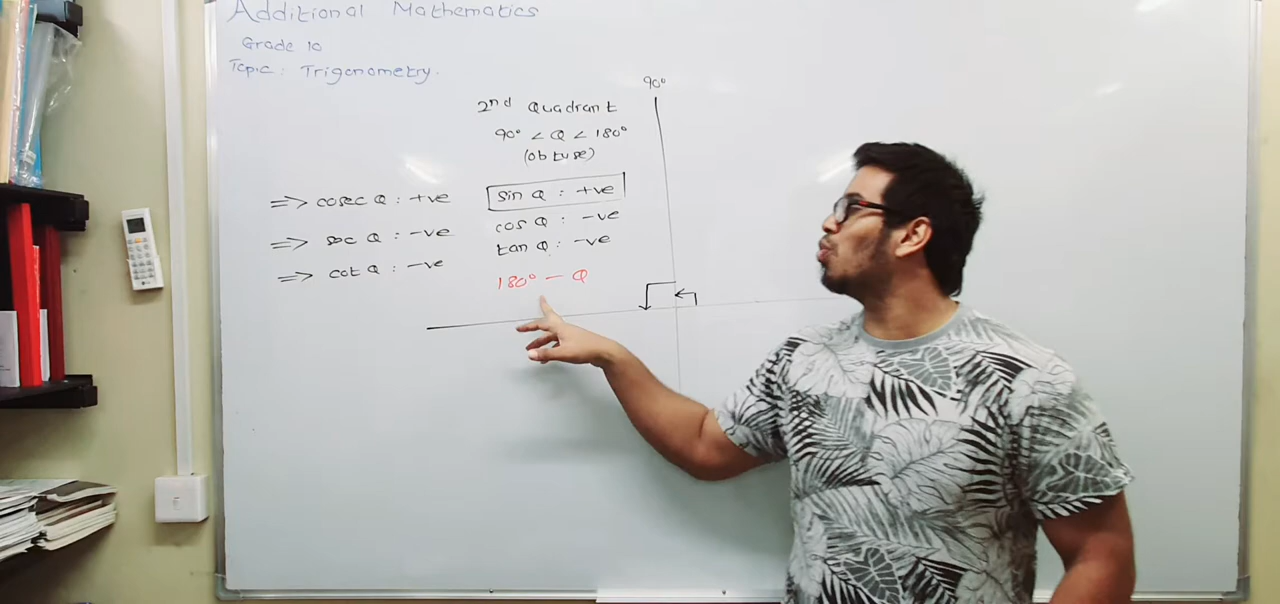 Additional Mathematics
Grade 10
Topic: Trigonometry.
90°
2nd Quadrant
90° < Q < 180°
(obtuse)
=> cosec Q : +ve
sin Q : +ve
=> sec Q : -ve
cos Q : -ve
=> cot Q : -ve
tan Q : -ve
180° - Q